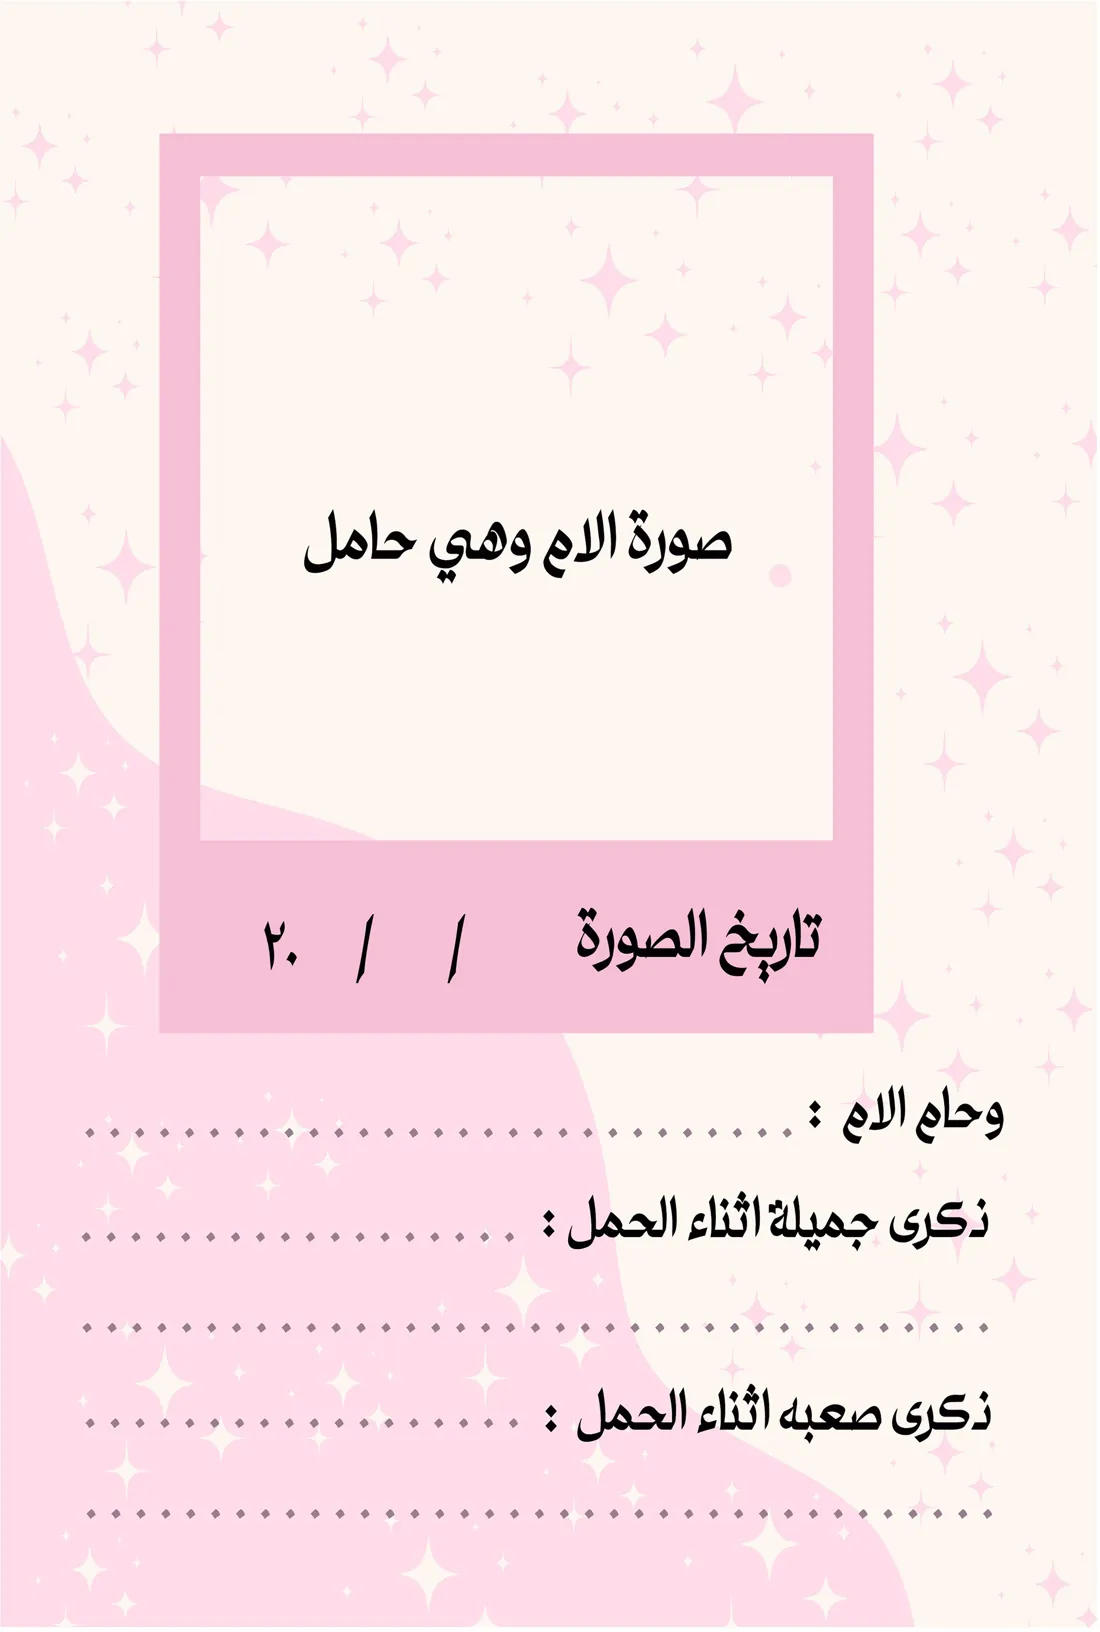 صورة الام وهي حامل
تاريخ الصورة / / ٢٠
وحام الام :
ذكرى جميلة اثناء الحمل :
ذكرى صعبه اثناء الحمل :